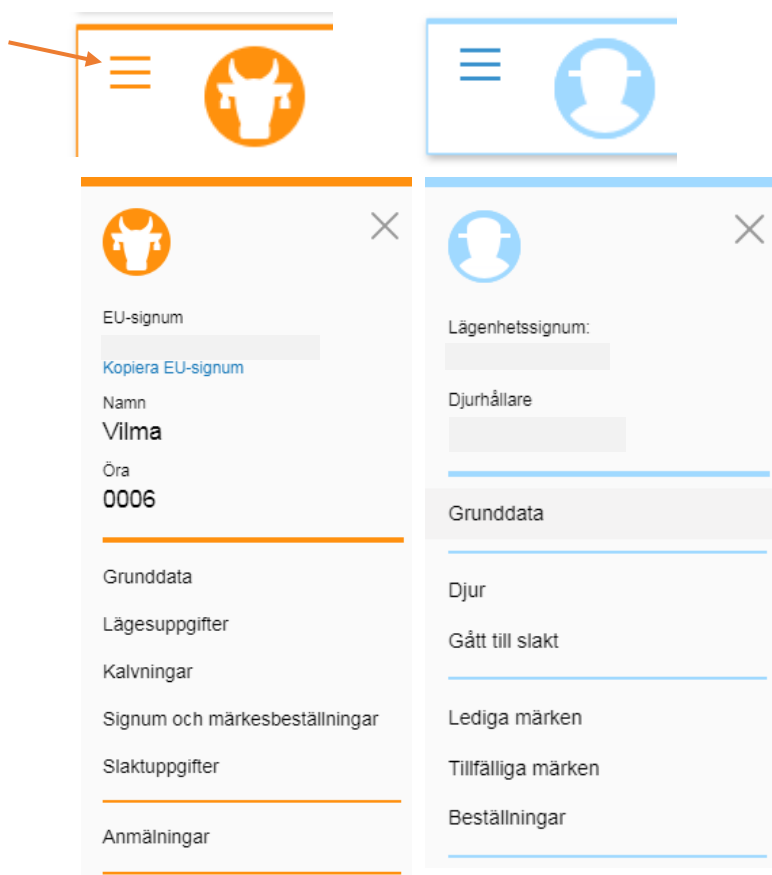 EU-signum
Kopiera EU-signum
Namn
Vilma
Öra
0006
Grunddata
Lägesuppgifter
Kalvningar
Signum och märkesbeställningar
Slaktuppgifter
Anmälningar
Lägenhetssignum:
Djurhållare
Grunddata
Djur
Gått till slakt
Lediga märken
Tillfälliga märken
Beställningar